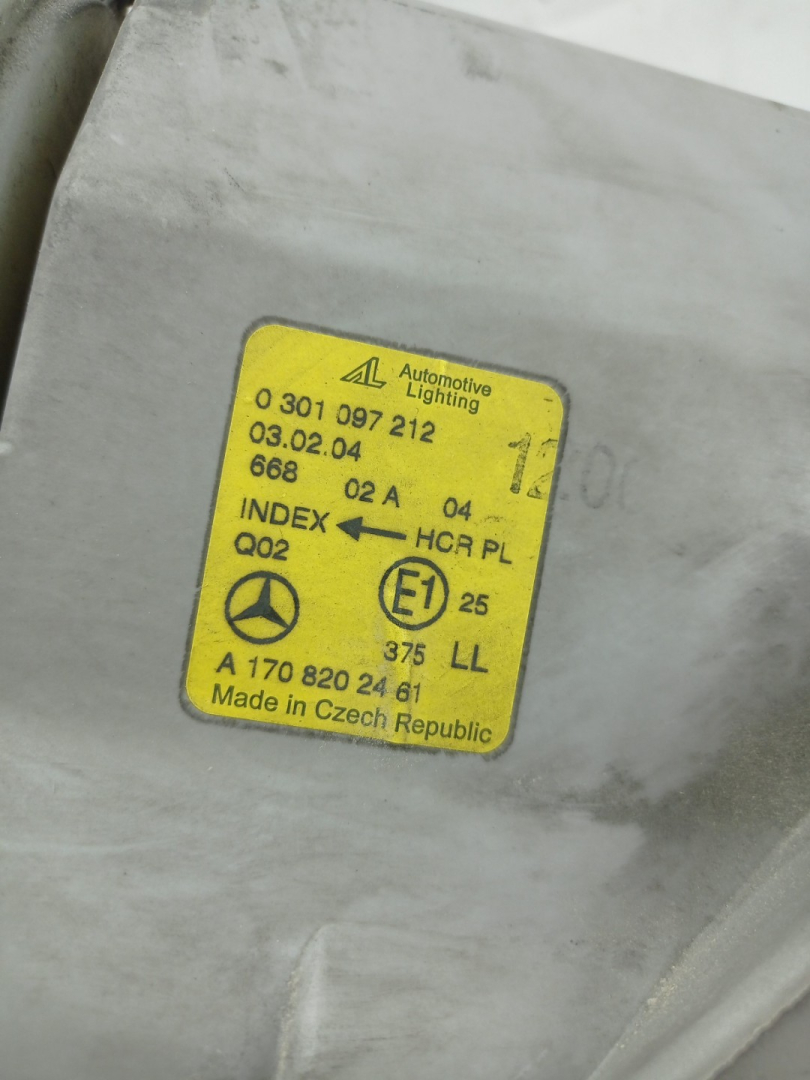 AL Automotive
Lighting
0 301 097 212
03.02.04
668 02 A 04
INDEX ← HCR PL
Q02
E1 25
375 LL
A 170 820 24 61
Made in Czech Republic